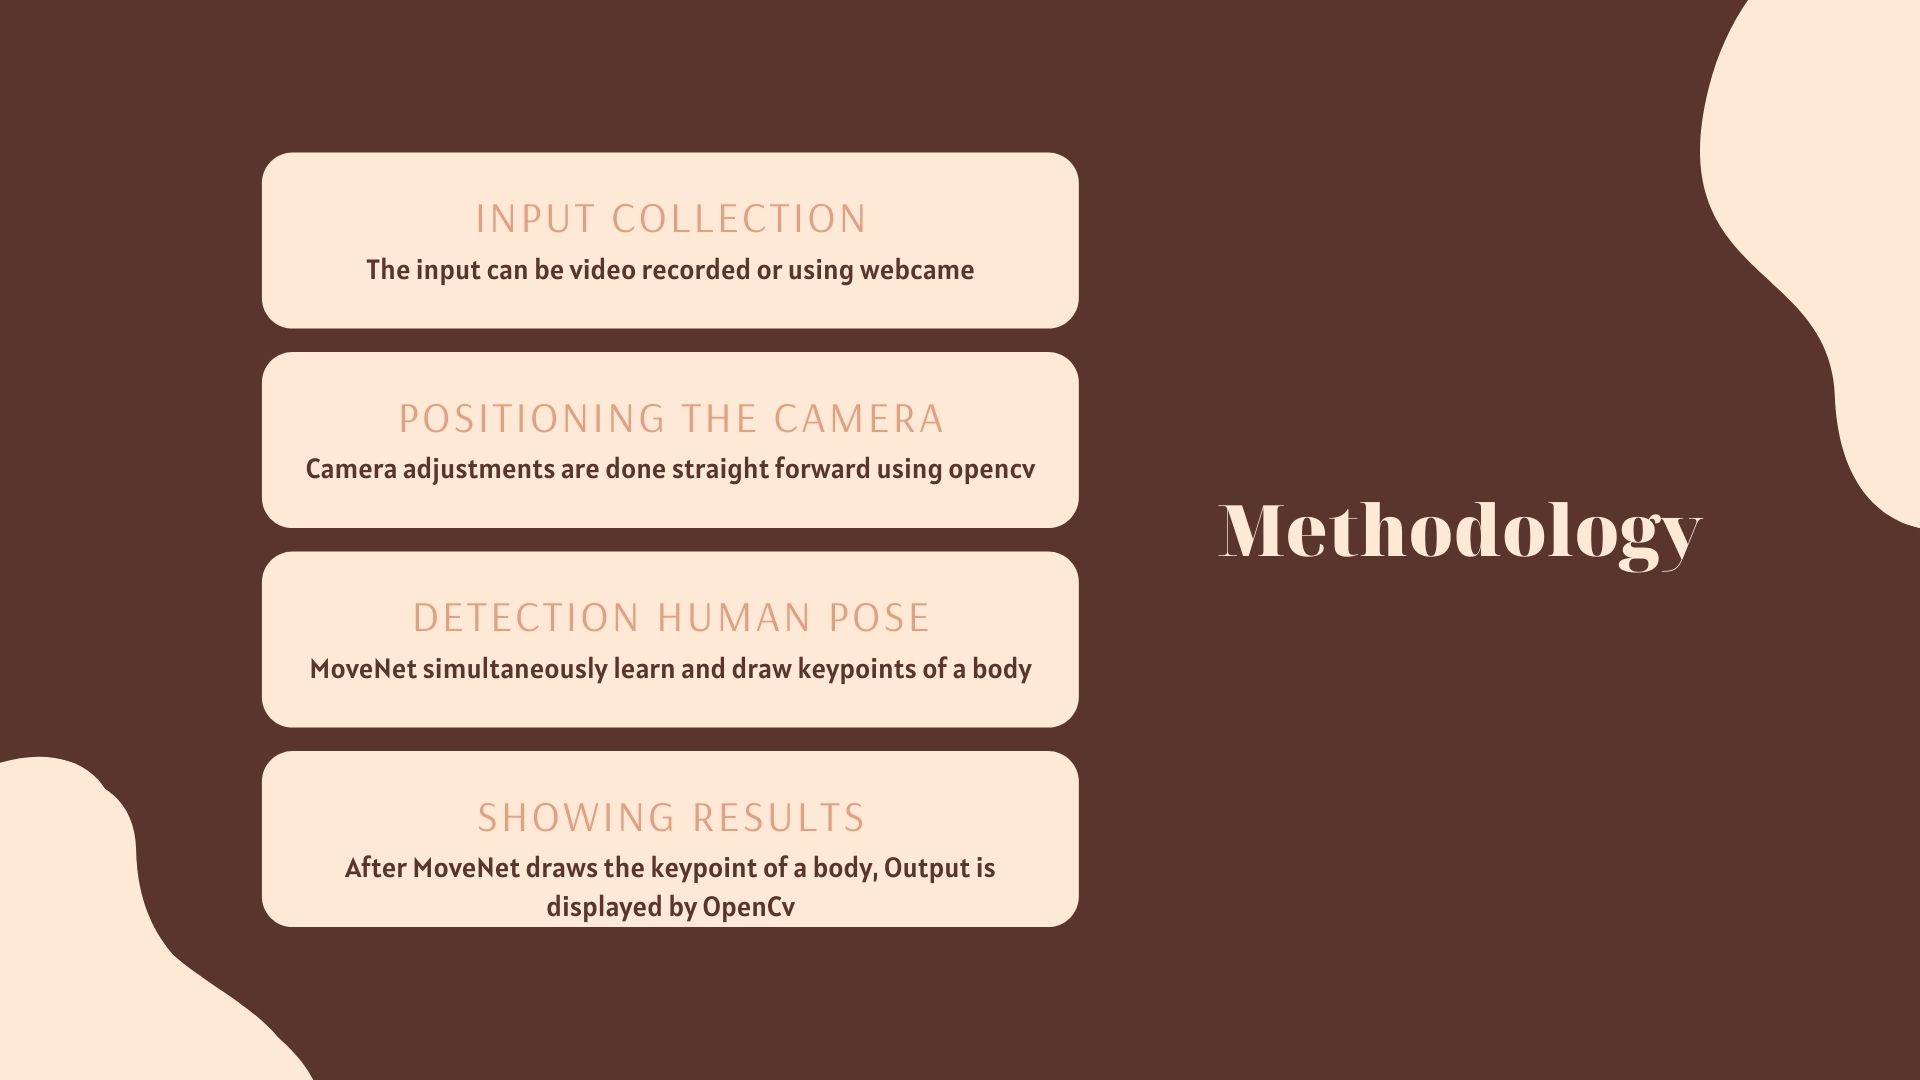 INPUT COLLECTION
The input can be video recorded or using webcame
POSITIONING THE CAMERA
Camera adjustments are done straight forward using opencv
DETECTION HUMAN POSE
MoveNet simultaneously learn and draw keypoints of a body
SHOWING RESULTS
After MoveNet draws the keypoint of a body, Output is
displayed by OpenCv
Methodology